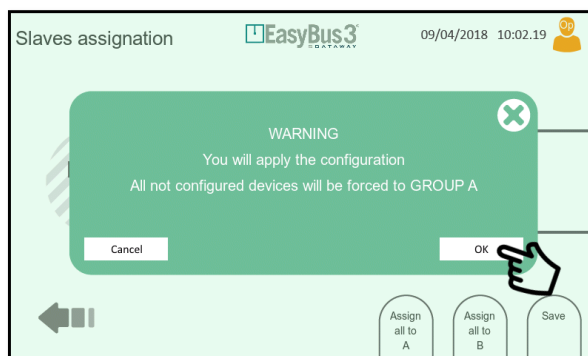 Slaves assignation
EasyBus3
DATAWAY
09/04/2018 10:02.19
Op
WARNING
You will apply the configuration
All not configured devices will be forced to GROUP A
Cancel
OK
Assign
all to
A
Assign
all to
B
Save